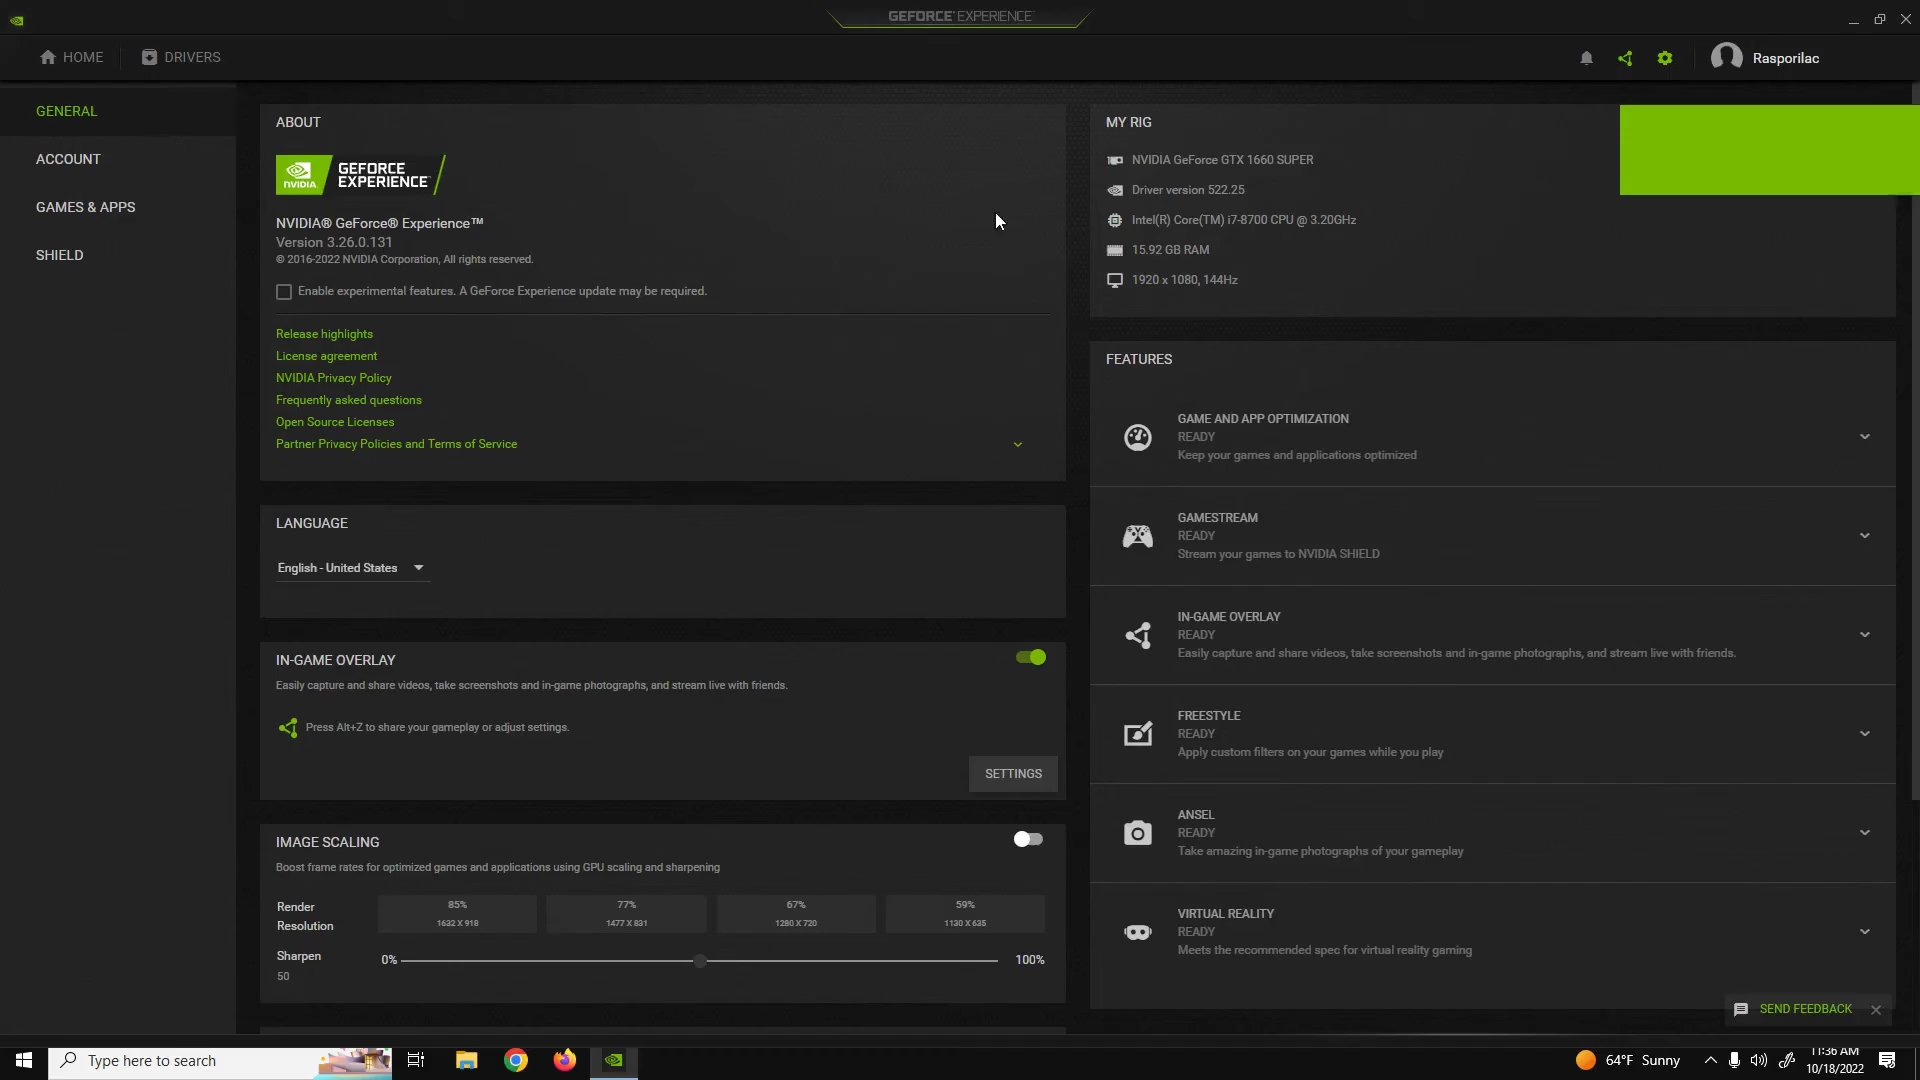 GEFORCE EXPERIENCE
HOME
DRIVERS
Rasporilac
GENERAL
ACCOUNT
GAMES & APPS
SHIELD
ABOUT
NVIDIA.
GEFORCE
EXPERIENCE
NVIDIA® GeForce® Experience™
Version 3.26.0.131
© 2016-2022 NVIDIA Corporation, All rights reserved.
Enable experimental features. A GeForce Experience update may be required.
Release highlights
License agreement
NVIDIA Privacy Policy
Frequently asked questions
Open Source Licenses
Partner Privacy Policies and Terms of Service
LANGUAGE
English - United States
IN-GAME OVERLAY
Easily capture and share videos, take screenshots and in-game photographs, and stream live with friends.
Press Alt+Z to share your gameplay or adjust settings.
SETTINGS
IMAGE SCALING
Boost frame rates for optimized games and applications using GPU scaling and sharpening
Render
Resolution
85%
1632 X 918
77%
1477 X 831
67%
1280 X 720
59%
1130 X 635
Sharpen
50
0%
100%
MY RIG
NVIDIA GeForce GTX 1660 SUPER
Driver version 522.25
Intel(R) Core(TM) i7-8700 CPU @ 3.20GHz
15.92 GB RAM
1920 x 1080, 144Hz
FEATURES
GAME AND APP OPTIMIZATION
READY
Keep your games and applications optimized
GAMESTREAM
READY
Stream your games to NVIDIA SHIELD
IN-GAME OVERLAY
READY
Easily capture and share videos, take screenshots and in-game photographs, and stream live with friends.
FREESTYLE
READY
Apply custom filters on your games while you play
ANSEL
READY
Take amazing in-game photographs of your gameplay
VIRTUAL REALITY
READY
Meets the recommended spec for virtual reality gaming
SEND FEEDBACK
Type here to search
64°F Sunny
11:36 AM
10/18/2022